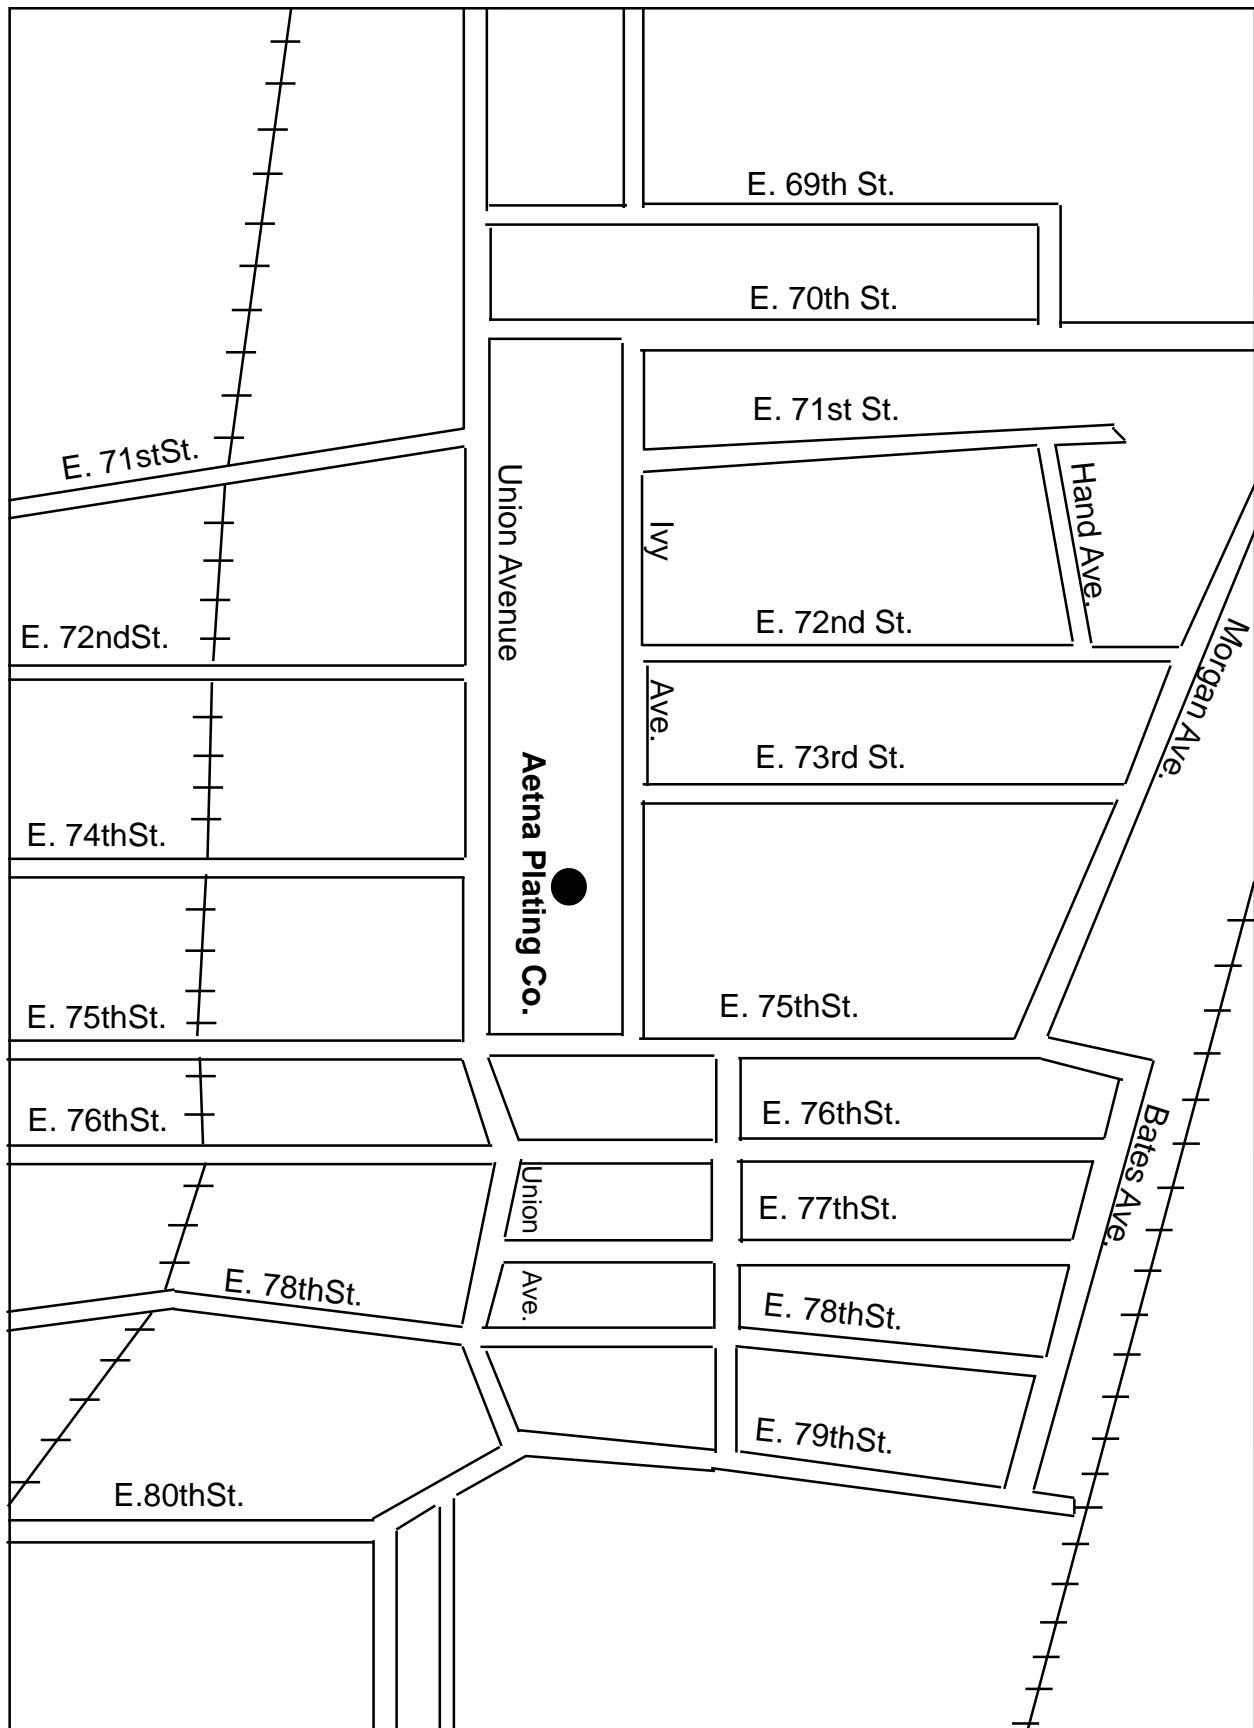 E. 69th St.
E. 70th St.
E. 71st St.
E. 71stSt.
Union Avenue
Ivy
Hand Ave.
E. 72nd St.
E. 72ndSt.
Morgan Ave.
Ave.
E. 73rd St.
Aetna Plating Co.
E. 74thSt.
E. 75thSt.
E. 75thSt.
E. 76thSt.
E. 76thSt.
Bates Ave.
Union
E. 77thSt.
E. 78thSt.
Ave.
E. 78thSt.
E. 79thSt.
E.80thSt.